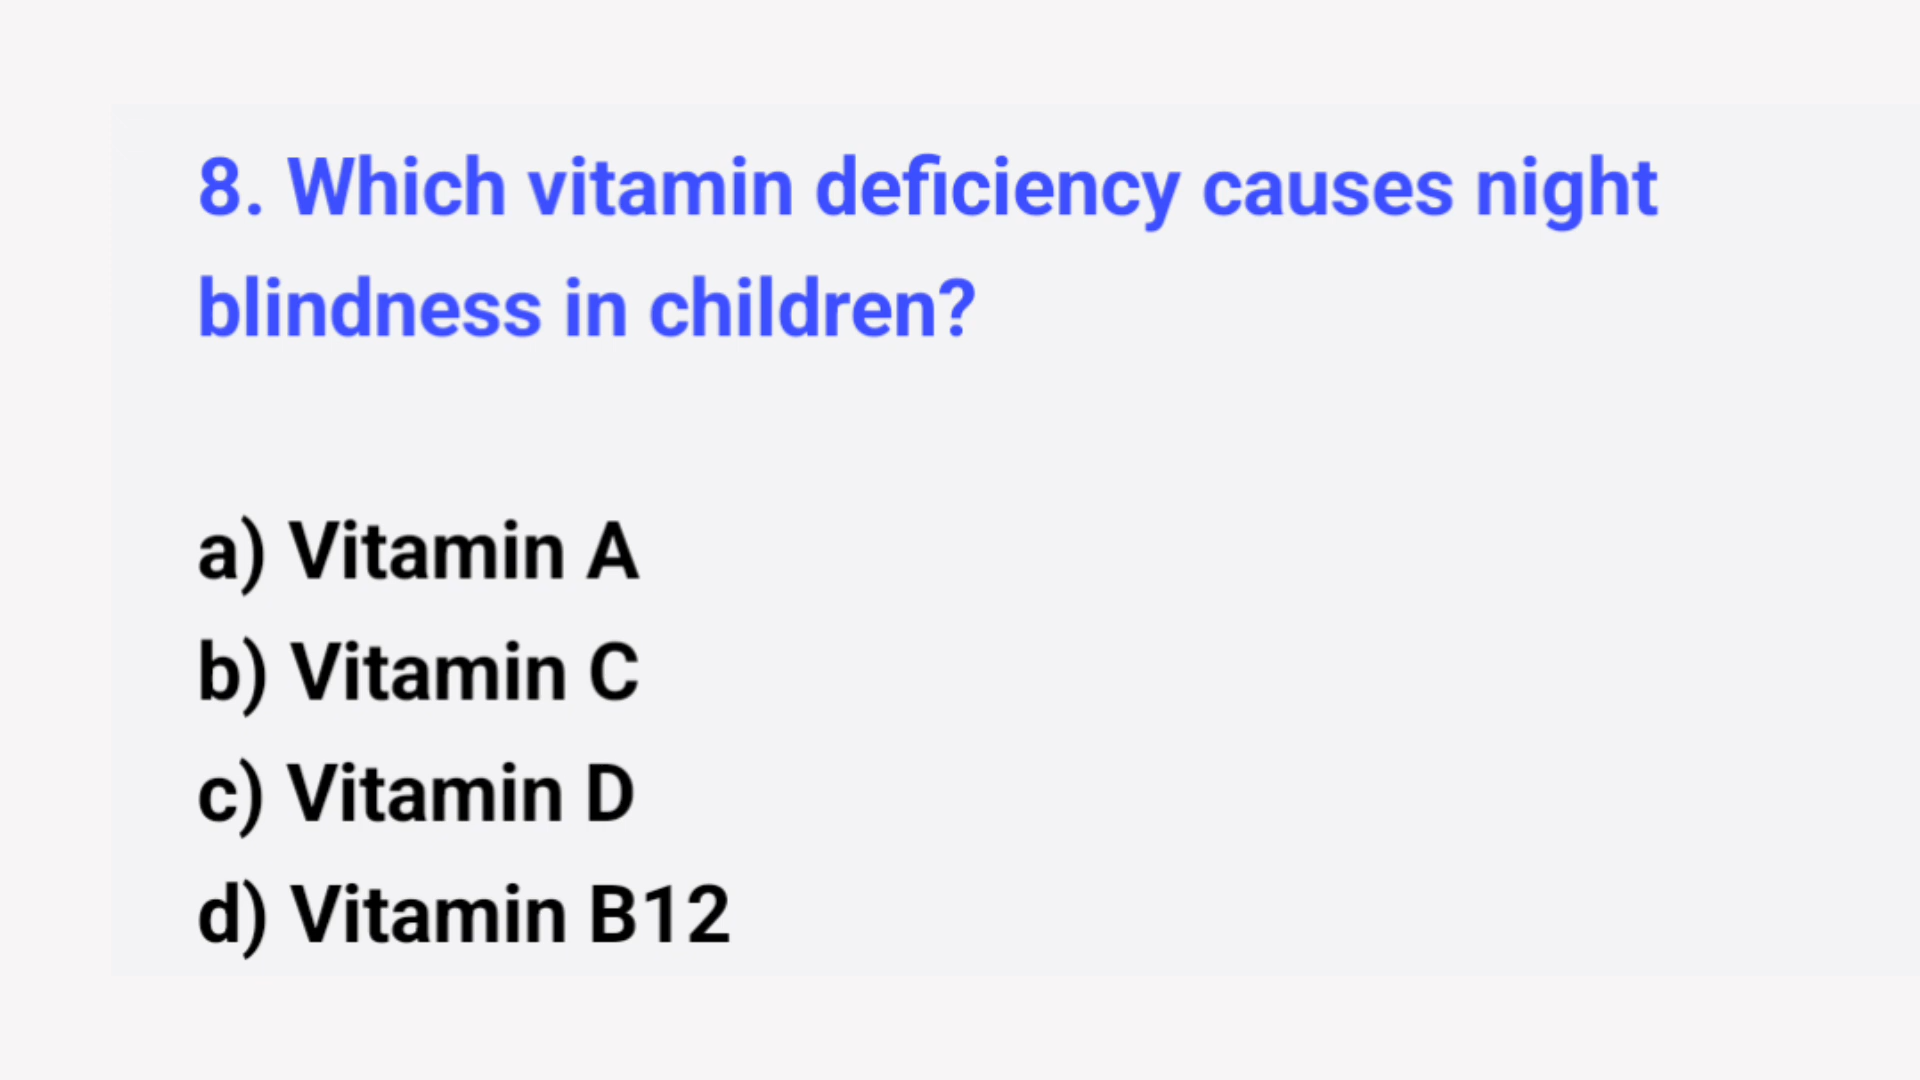 8. Which vitamin deficiency causes night
blindness in children?
a) Vitamin A
b) Vitamin C
c) Vitamin D
d) Vitamin B12